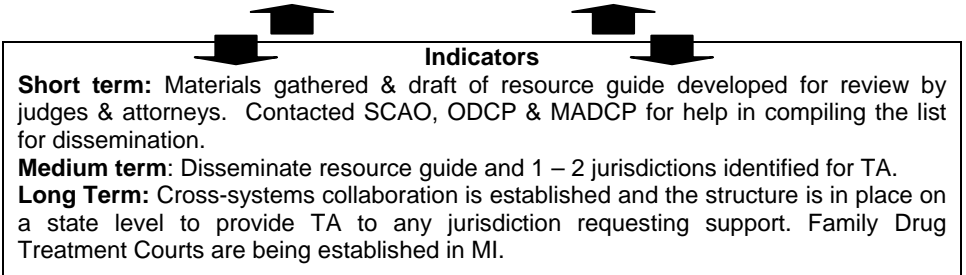 Indicators
Short term: Materials gathered & draft of resource guide developed for review by
judges & attorneys. Contacted SCAO, ODCP & MADCP for help in compiling the list
for dissemination.
Medium term: Disseminate resource guide and 1 – 2 jurisdictions identified for TA.
Long Term: Cross-systems collaboration is established and the structure is in place on
a state level to provide TA to any jurisdiction requesting support. Family Drug
Treatment Courts are being established in MI.